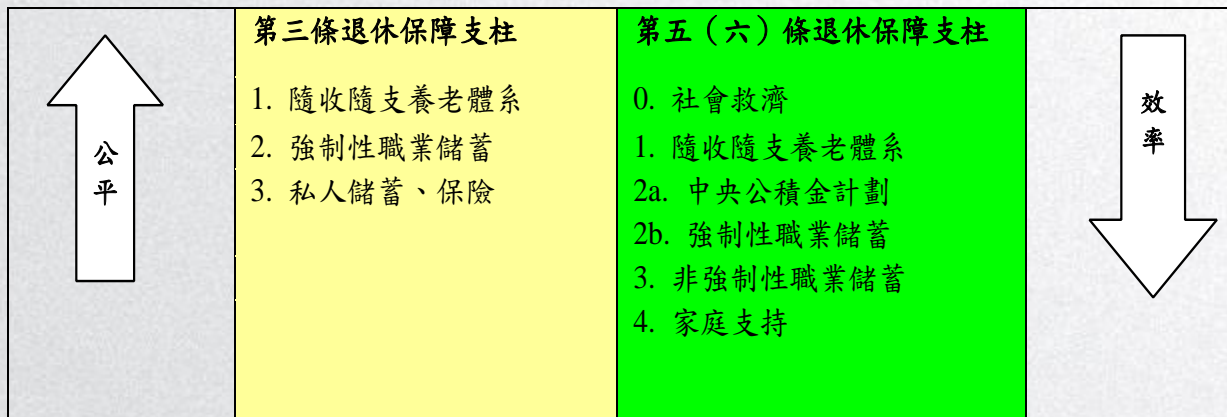 公
平
第三條退休保障支柱
1. 隨收隨支養老體系
2. 強制性職業儲蓄
3. 私人儲蓄、保險
第五（六）條退休保障支柱
0. 社會救濟
1. 隨收隨支養老體系
2a. 中央公積金計劃
2b. 強制性職業儲蓄
3. 非強制性職業儲蓄
4. 家庭支持
效
率